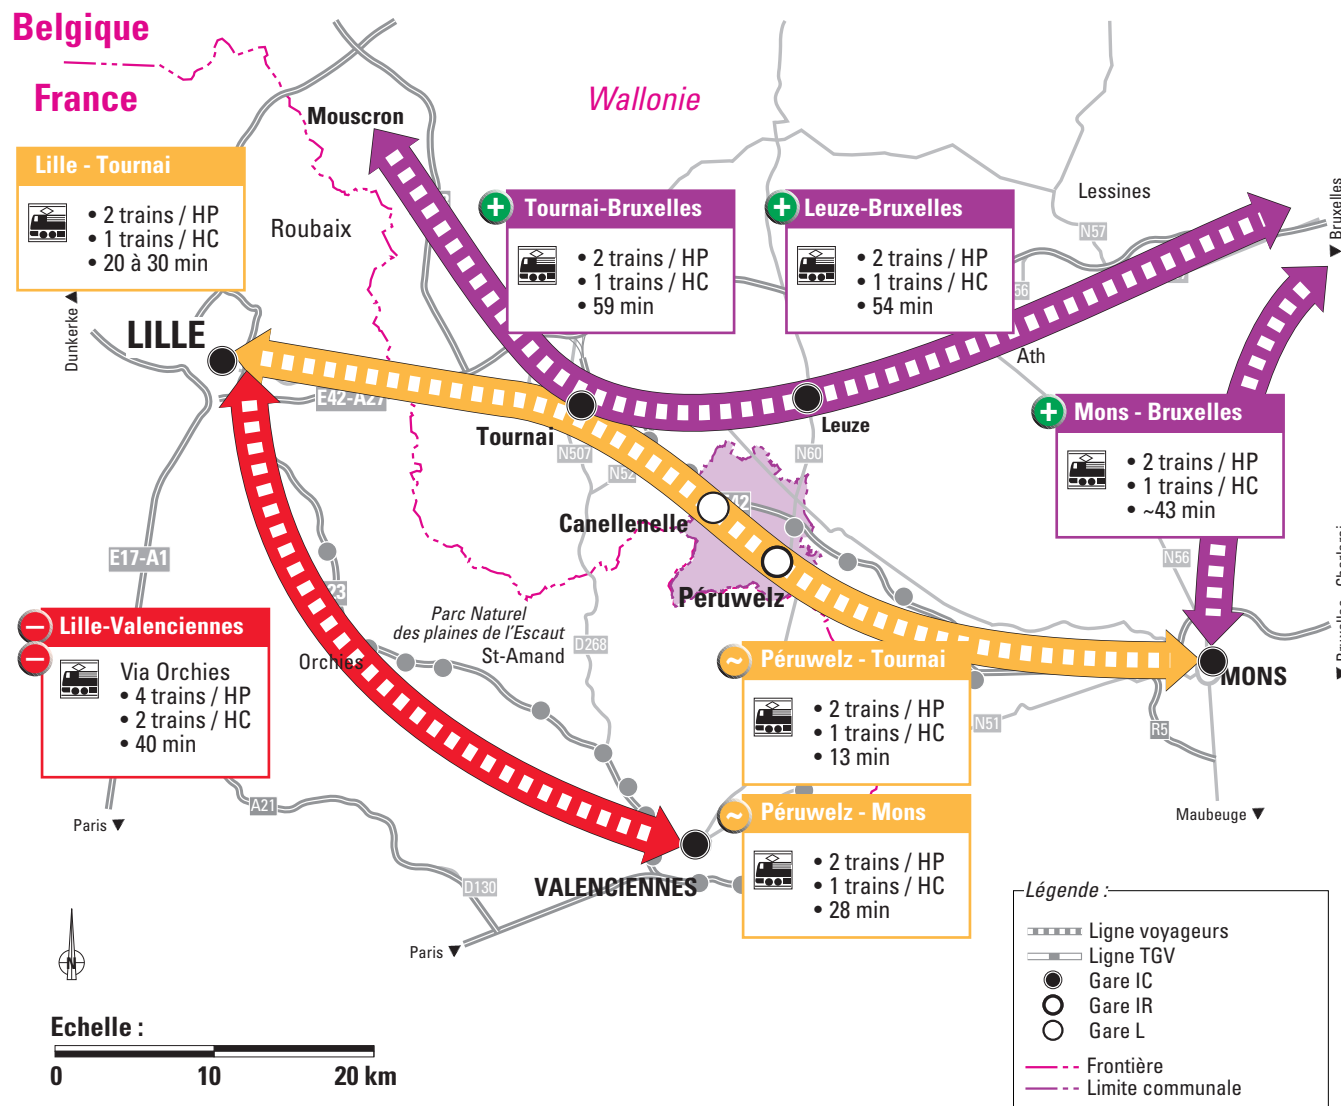 Belgique
France
Wallonie
Mouscron
Lille - Tournai
• 2 trains / HP
• 1 trains / HC
• 20 à 30 min
Roubaix
Tournai-Bruxelles
• 2 trains / HP
• 1 trains / HC
• 59 min
Leuze-Bruxelles
• 2 trains / HP
• 1 trains / HC
• 54 min
Lessines
N57
56
▼ Bruxelles
Dunkerke ▲
LILLE
E42-A27
Ath
Tournai
Leuze
N507
N52
N60
Mons - Bruxelles
• 2 trains / HP
• 1 trains / HC
• ~43 min
Canellenelle
E42
E17-A1
N56
23
Péruwelz
Parc Naturel
des plaines de l'Escaut
St-Amand
D268
Orchies
Lille-Valenciennes
Via Orchies
• 4 trains / HP
• 2 trains / HC
• 40 min
Péruwelz - Tournai
• 2 trains / HP
• 1 trains / HC
• 13 min
MONS
N51
R5
A21
Paris ▼
Maubeuge ▼
Péruwelz - Mons
• 2 trains / HP
• 1 trains / HC
• 28 min
VALENCIENNES
D130
Paris ▼
N
Echelle :
0 10 20 km
Légende :
Ligne voyageurs
Ligne TGV
Gare IC
Gare IR
Gare L
Frontière
Limite communale